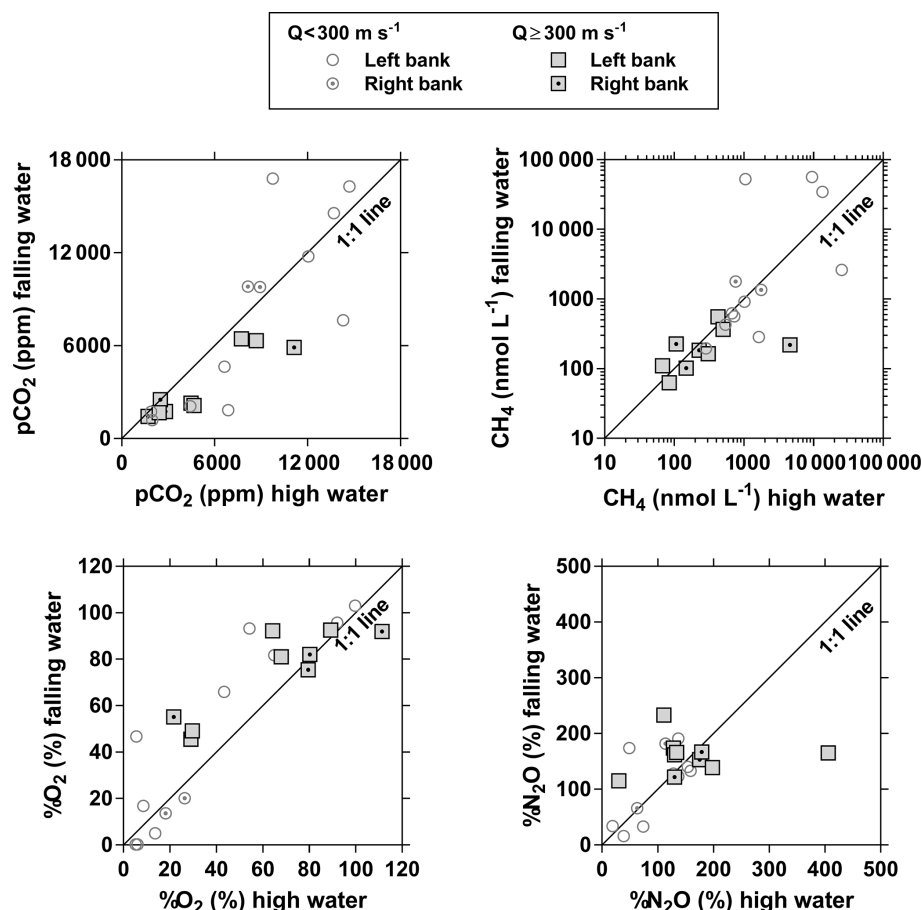 Q<300 m s⁻¹ Q≥300 m s⁻¹
Left bank Left bank
Right bank Right bank
pCO₂ (ppm) falling water
18 000
12 000
6000
0
1:1 line
0 6000 12 000 18 000
pCO₂ (ppm) high water
CH₄ (nmol L⁻¹) falling water
100 000
10 000
1000
100
10
1:1 line
10 100 1000 10 000 100 000
CH₄ (nmol L⁻¹) high water
%O₂ (%) falling water
120
100
80
60
40
20
0
1:1 line
0 20 40 60 80 100 120
%O₂ (%) high water
%N₂O (%) falling water
500
400
300
200
100
0
1:1 line
0 100 200 300 400 500
%N₂O (%) high water